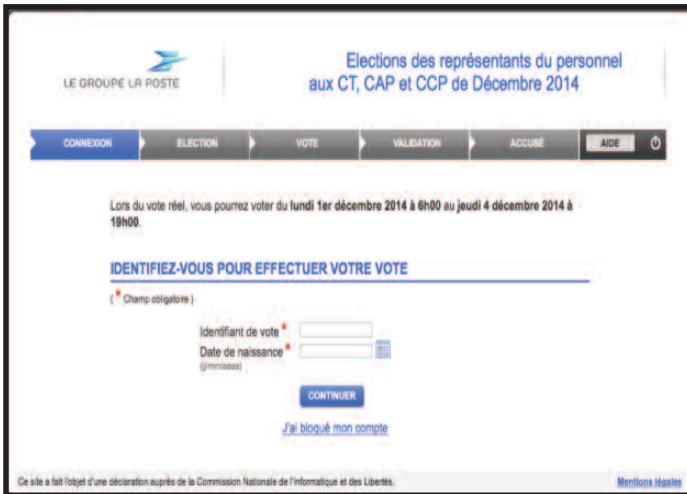 LE GROUPE LA POSTE
Elections des représentants du personnel
aux CT, CAP et CCP de Décembre 2014
CONNEXION ELECTION VOTE VALIDATION ACCUSÉ AIDE
Lors du vote réel, vous pourrez voter du lundi 1er décembre 2014 à 6h00 au jeudi 4 décembre 2014 à
19h00.
IDENTIFIEZ-VOUS POUR EFFECTUER VOTRE VOTE
( * Champ obligatoire )
Identifiant de vote *
Date de naissance *
(jj/mm/aaaa)
CONTINUER
J'ai bloqué mon compte
Ce site a fait l'objet d'une déclaration auprès de la Commission Nationale de l'Informatique et des Libertés. Mentions légales